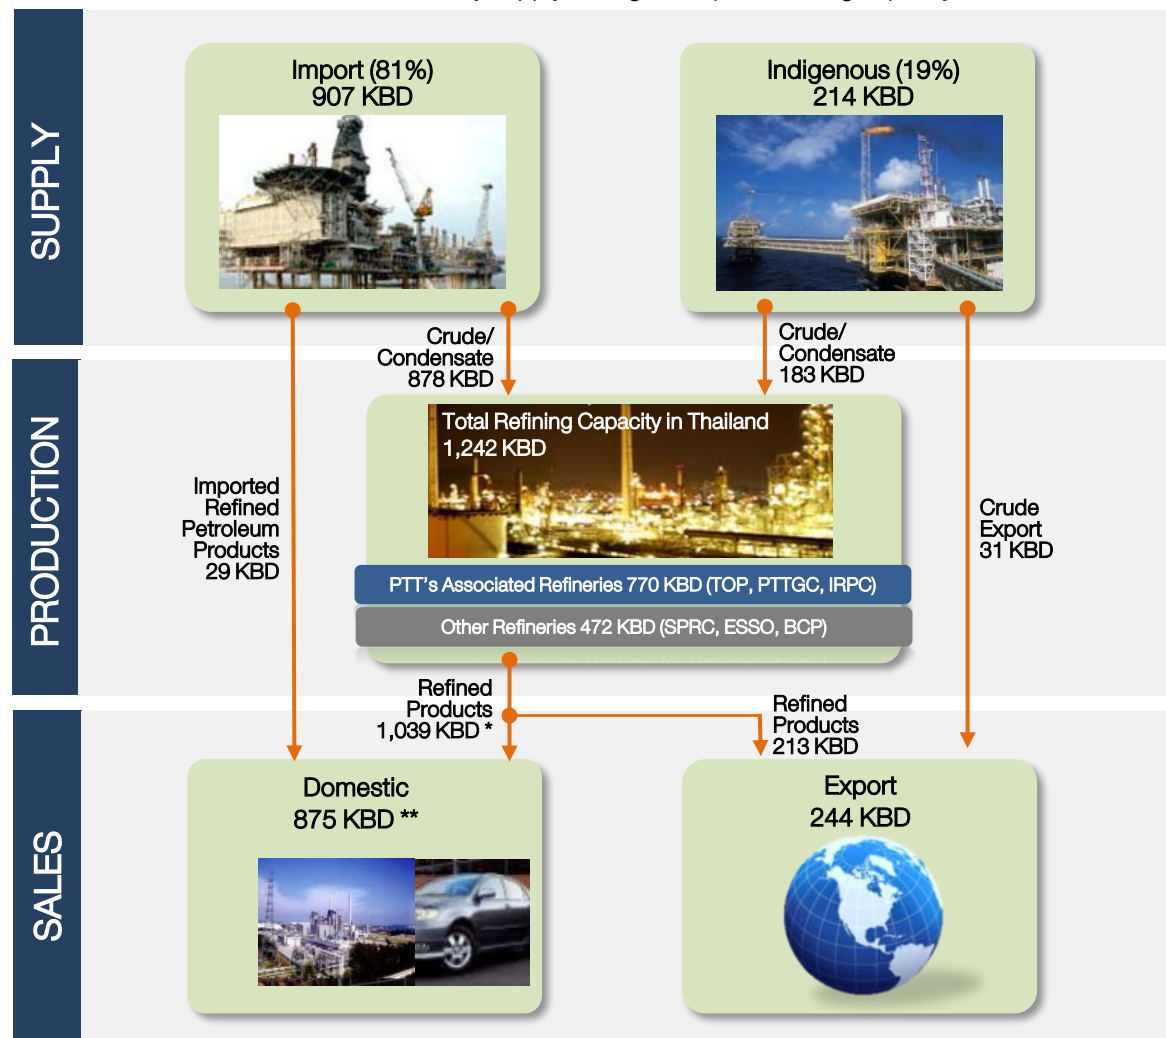 SUPPLY
Import (81%)
907 KBD
Indigenous (19%)
214 KBD
Crude/
Condensate
878 KBD
Crude/
Condensate
183 KBD
PRODUCTION
Total Refining Capacity in Thailand
1,242 KBD
Imported
Refined
Petroleum
Products
29 KBD
Crude
Export
31 KBD
PTT's Associated Refineries 770 KBD (TOP, PTTGC, IRPC)
Other Refineries 472 KBD (SPRC, ESSO, BCP)
Refined
Products
1,039 KBD *
Refined
Products
213 KBD
SALES
Domestic
875 KBD **
Export
244 KBD